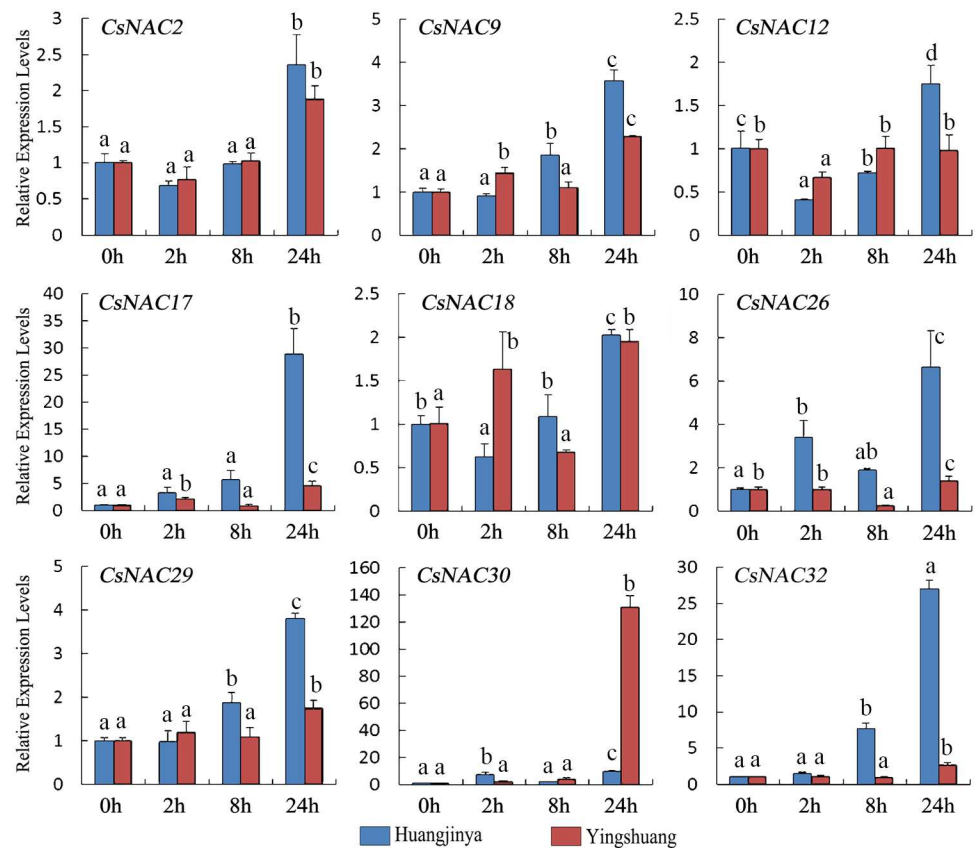 CsNAC2
Relative Expression Levels
3
2.5
2
1.5
1
0.5
0
a a
a a
a a
b
b
0h 2h 8h 24h
CsNAC9
5
4
3
2
1
0
a a
a
b
b
a
c
c
0h 2h 8h 24h
CsNAC12
2.5
2
1.5
1
0.5
0
c
b
a
a
b
b
d
b
0h 2h 8h 24h
CsNAC17
Relative Expression Levels
40
35
30
25
20
15
10
5
0
a a
a
b
a
a
b
c
0h 2h 8h 24h
CsNAC18
2.5
2
1.5
1
0.5
0
b
a
a
b
b
a
c
b
0h 2h 8h 24h
CsNAC26
10
8
6
4
2
0
a b
b
b
ab
a
c
c
0h 2h 8h 24h
CsNAC29
Relative Expression Levels
5
4
3
2
1
0
a a
a
a
b
a
c
b
0h 2h 8h 24h
CsNAC30
160
140
120
100
80
60
40
20
0
a a
b
a
a a
c
b
0h 2h 8h 24h
CsNAC32
30
25
20
15
10
5
0
a a
a a
b
a
a
b
0h 2h 8h 24h
Huangjinya Yingshuang